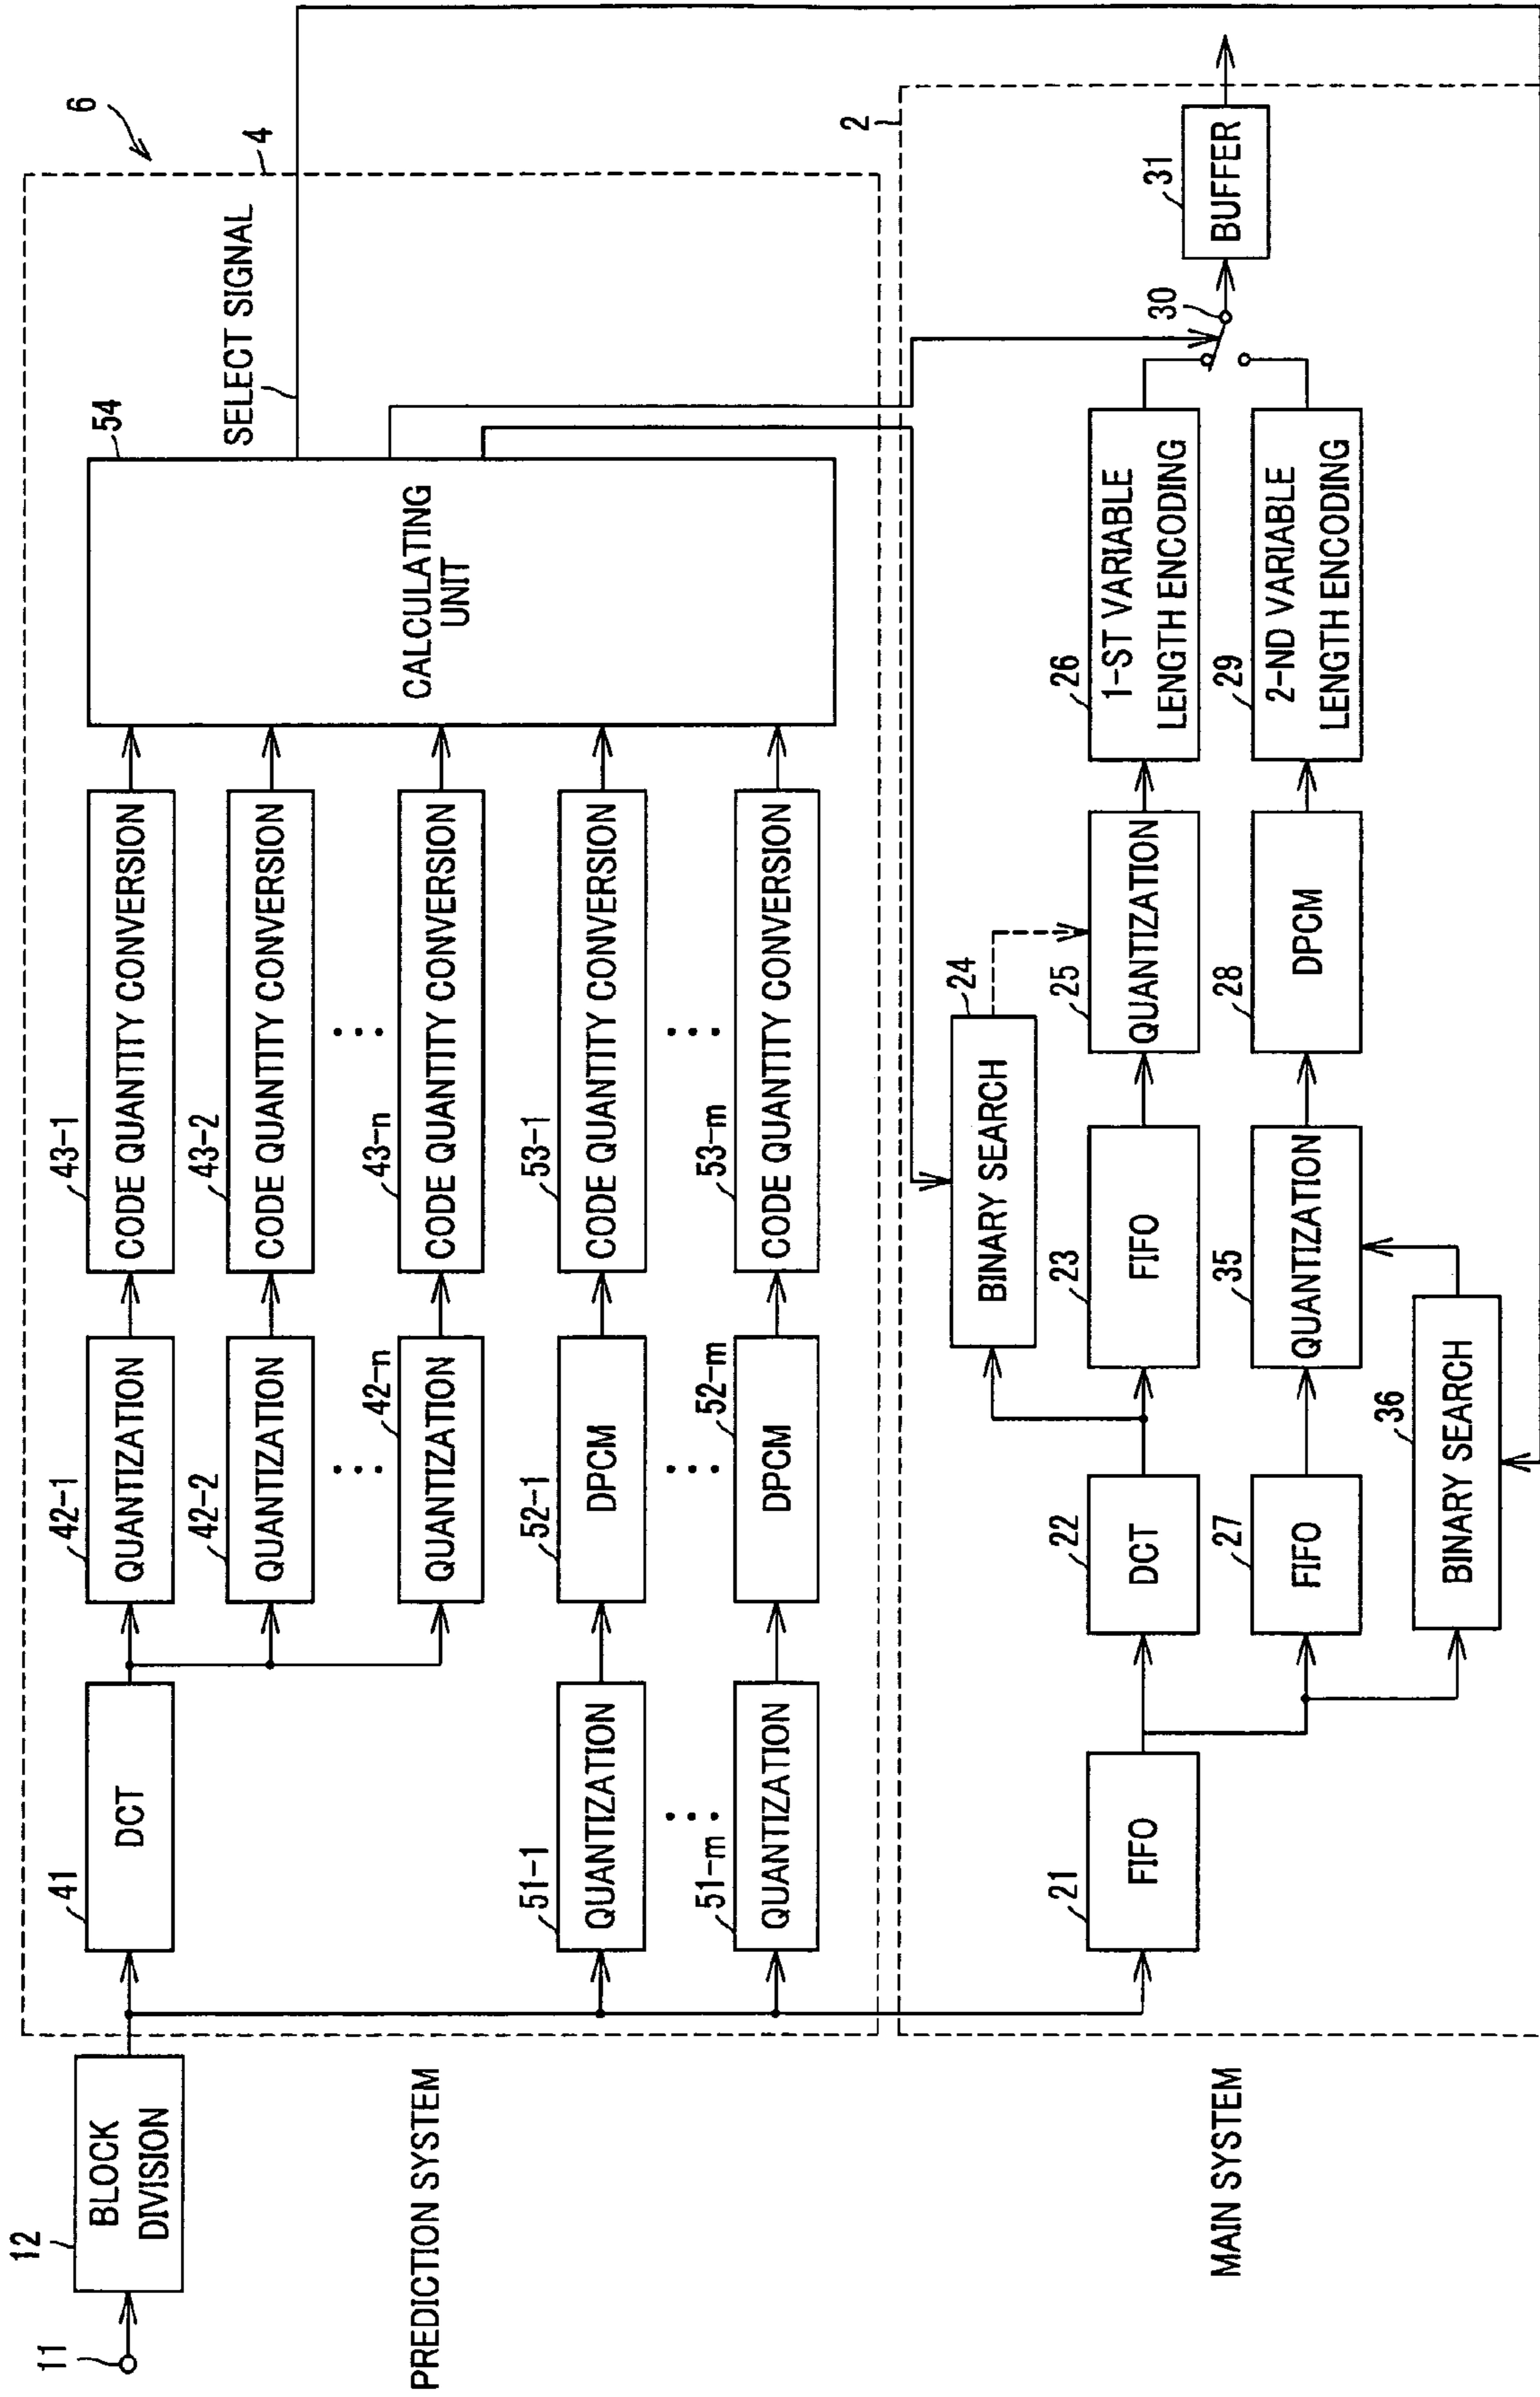 6
4
SELECT SIGNAL
11
12
BLOCK
DIVISION
PREDICTION SYSTEM
41
DCT
42-1
QUANTIZATION
43-1
CODE QUANTITY CONVERSION
42-2
QUANTIZATION
43-2
CODE QUANTITY CONVERSION
...
...
42-n
QUANTIZATION
43-n
CODE QUANTITY CONVERSION
51-1
QUANTIZATION
52-1
DPCM
53-1
CODE QUANTITY CONVERSION
...
...
...
51-m
QUANTIZATION
52-m
DPCM
53-m
CODE QUANTITY CONVERSION
54
CALCULATING
UNIT
MAIN SYSTEM
2
21
FIFO
22
DCT
23
FIFO
24
BINARY SEARCH
25
QUANTIZATION
26
1-ST VARIABLE
LENGTH ENCODING
27
FIFO
35
QUANTIZATION
28
DPCM
29
2-ND VARIABLE
LENGTH ENCODING
36
BINARY SEARCH
30
31
BUFFER